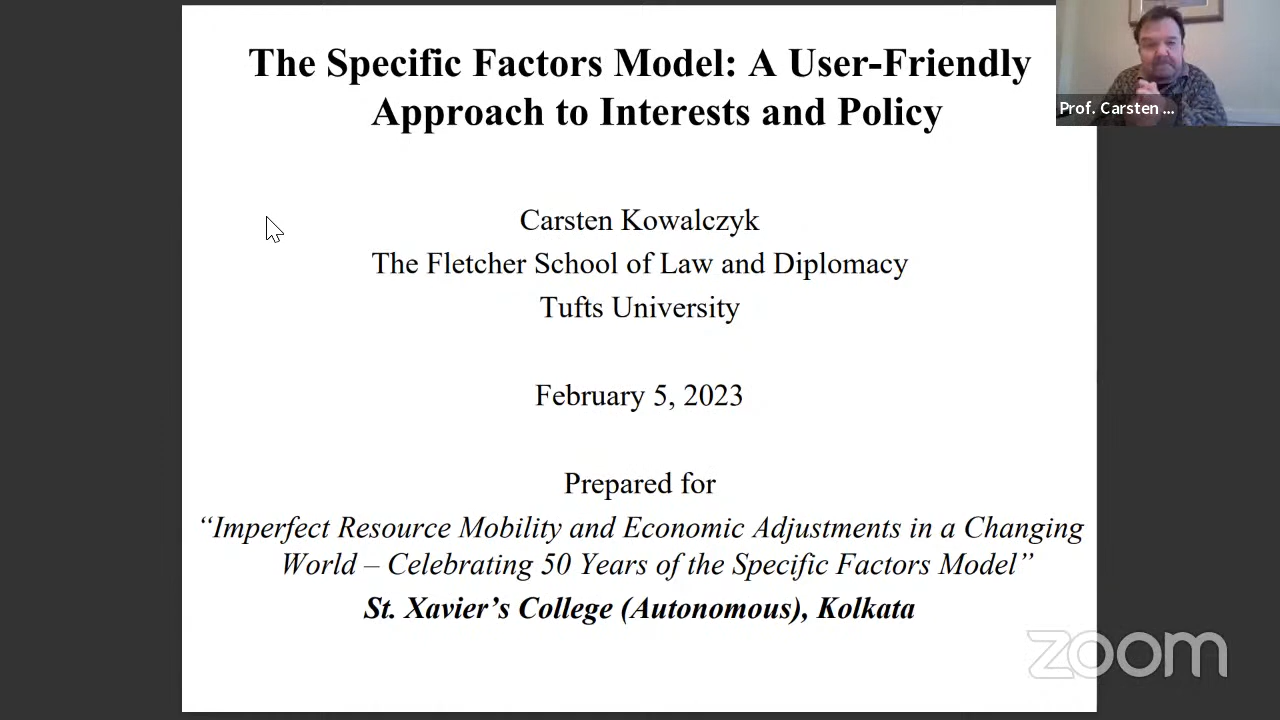 The Specific Factors Model: A User-Friendly
Approach to Interests and Policy
Prof. Carsten ...
Carsten Kowalczyk
The Fletcher School of Law and Diplomacy
Tufts University
February 5, 2023
Prepared for
“Imperfect Resource Mobility and Economic Adjustments in a Changing
World – Celebrating 50 Years of the Specific Factors Model”
St. Xavier’s College (Autonomous), Kolkata
zoom